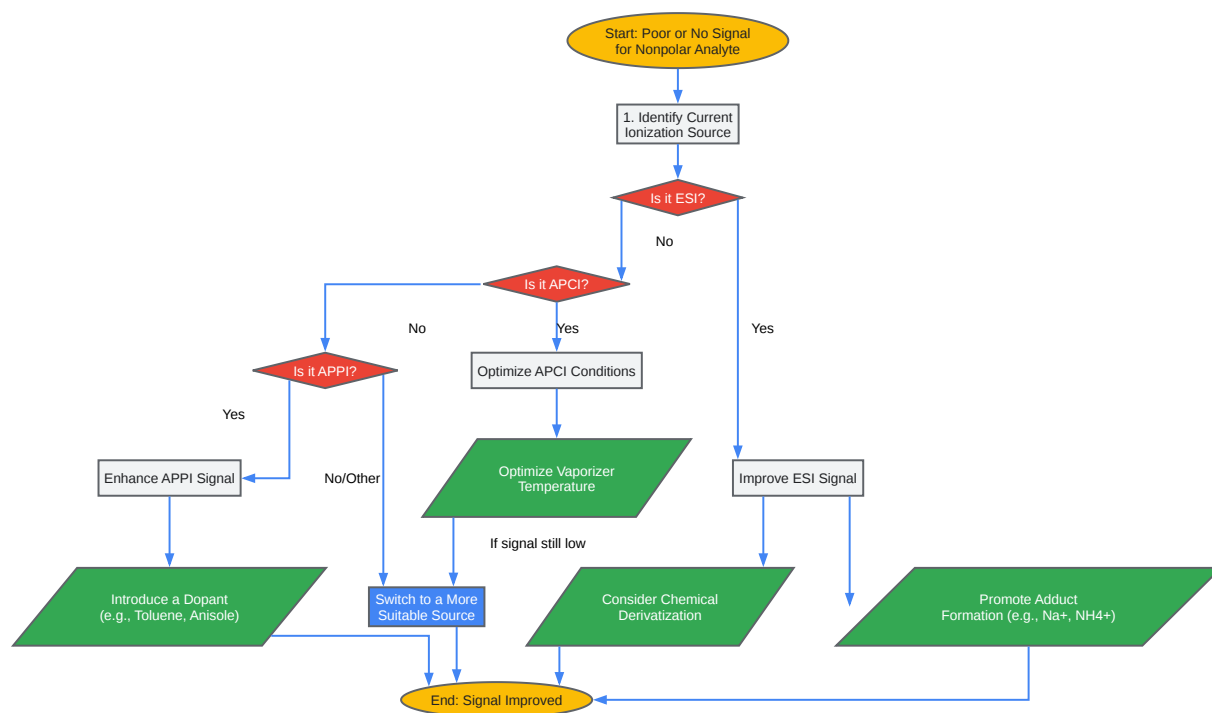 Start: Poor or No Signal
for Nonpolar Analyte
1. Identify Current
Ionization Source
Is it ESI?
No
Is it APCI?
No
Yes
Yes
Is it APPI?
Optimize APCI Conditions
Yes
Enhance APPI Signal
No/Other
Optimize Vaporizer
Temperature
Improve ESI Signal
If signal still low
Introduce a Dopant
(e.g., Toluene, Anisole)
Switch to a More
Suitable Source
Consider Chemical
Derivatization
Promote Adduct
Formation (e.g., Na+, NH4+)
End: Signal Improved